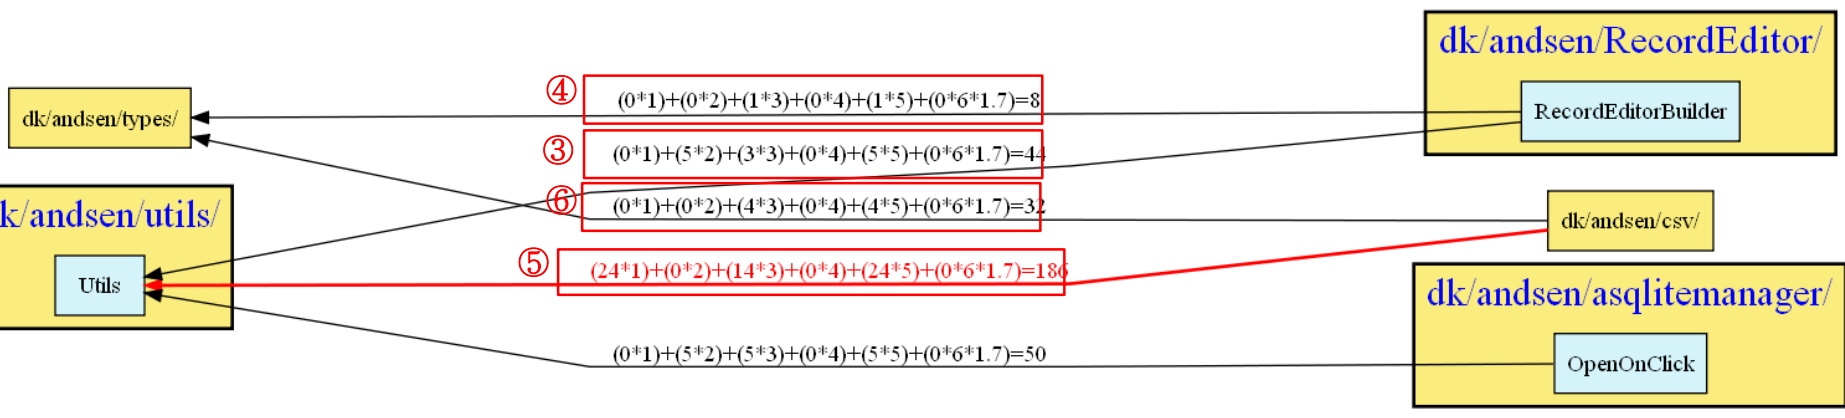 dk/andsen/RecordEditor/
④
(0*1)+(0*2)+(1*3)+(0*4)+(1*5)+(0*6*1.7)=8
dk/andsen/types/
RecordEditorBuilder
③
(0*1)+(5*2)+(3*3)+(0*4)+(5*5)+(0*6*1.7)=44
⑥
(0*1)+(0*2)+(4*3)+(0*4)+(4*5)+(0*6*1.7)=32
k/andsen/utils/
dk/andsen/csv/
⑤
(24*1)+(0*2)+(14*3)+(0*4)+(24*5)+(0*6*1.7)=186
Utils
dk/andsen/asqlitemanager/
(0*1)+(5*2)+(5*3)+(0*4)+(5*5)+(0*6*1.7)=50
OpenOnClick